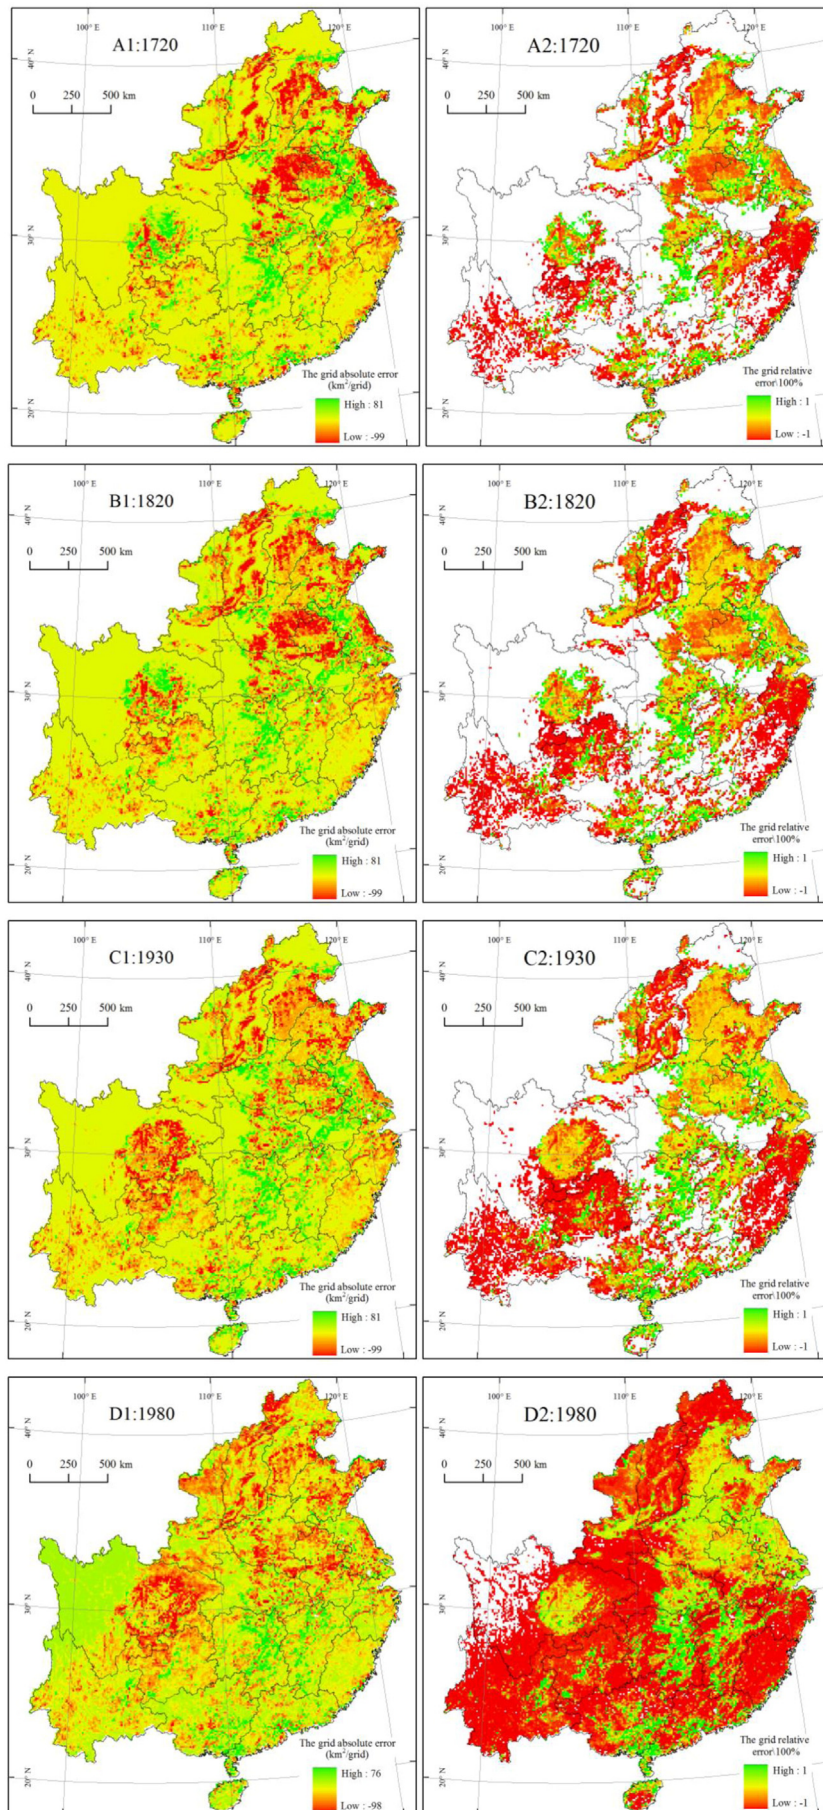 100° E
110° E
120° E
A1:1720
40° N
0 250 500 km
30° N
20° N
The grid absolute error
(km²/grid)
High : 81
Low : -99
100° E
110° E
120° E
A2:1720
40° N
0 250 500 km
30° N
20° N
The grid relative
error\100%
High : 1
Low : -1
100° E
110° E
120° E
B1:1820
40° N
0 250 500 km
30° N
20° N
The grid absolute error
(km²/grid)
High : 81
Low : -99
100° E
110° E
120° E
B2:1820
40° N
0 250 500 km
30° N
20° N
The grid relative
error\100%
High : 1
Low : -1
100° E
110° E
120° E
C1:1930
40° N
0 250 500 km
30° N
20° N
The grid absolute error
(km²/grid)
High : 81
Low : -99
100° E
110° E
120° E
C2:1930
40° N
0 250 500 km
30° N
20° N
The grid relative
error\100%
High : 1
Low : -1
100° E
110° E
120° E
D1:1980
40° N
0 250 500 km
30° N
20° N
The grid absolute error
(km²/grid)
High : 76
Low : -98
100° E
110° E
120° E
D2:1980
40° N
0 250 500 km
30° N
20° N
The grid relative
error\100%
High : 1
Low : -1